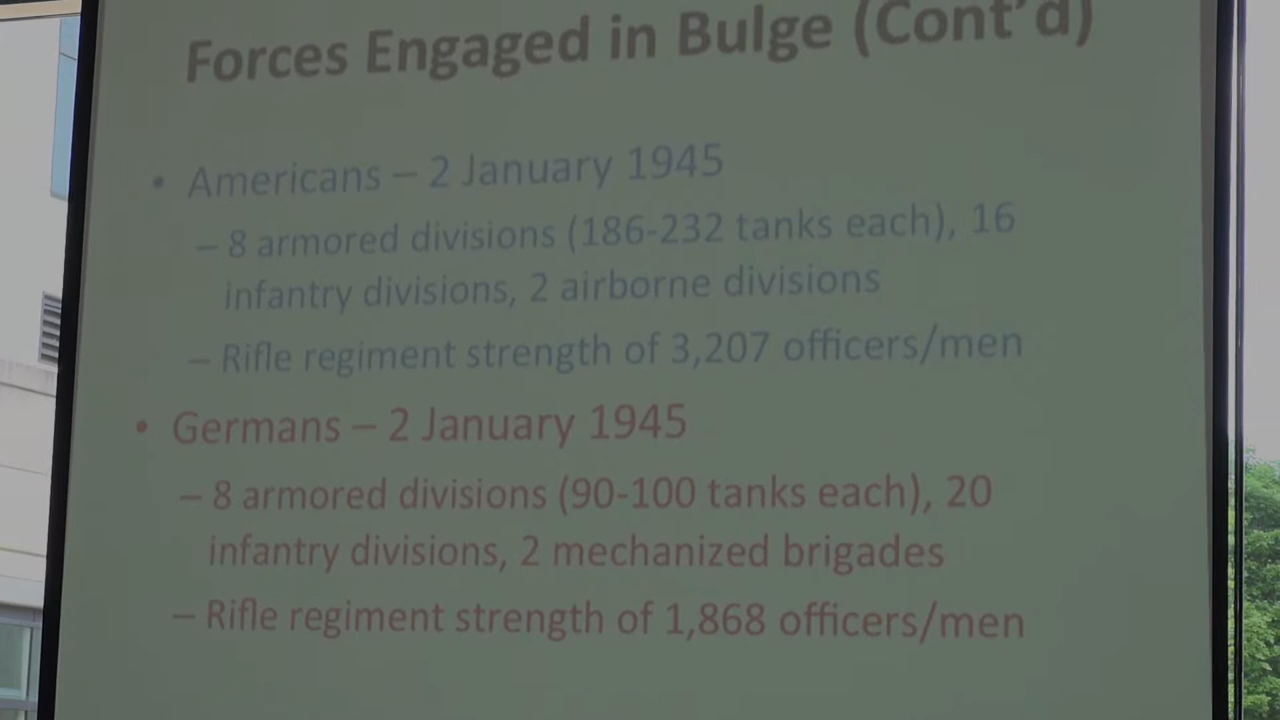 Forces Engaged in Bulge (Cont'd)
• Americans – 2 January 1945
– 8 armored divisions (186-232 tanks each), 16
infantry divisions, 2 airborne divisions
– Rifle regiment strength of 3,207 officers/men
• Germans – 2 January 1945
– 8 armored divisions (90-100 tanks each), 20
infantry divisions, 2 mechanized brigades
– Rifle regiment strength of 1,868 officers/men